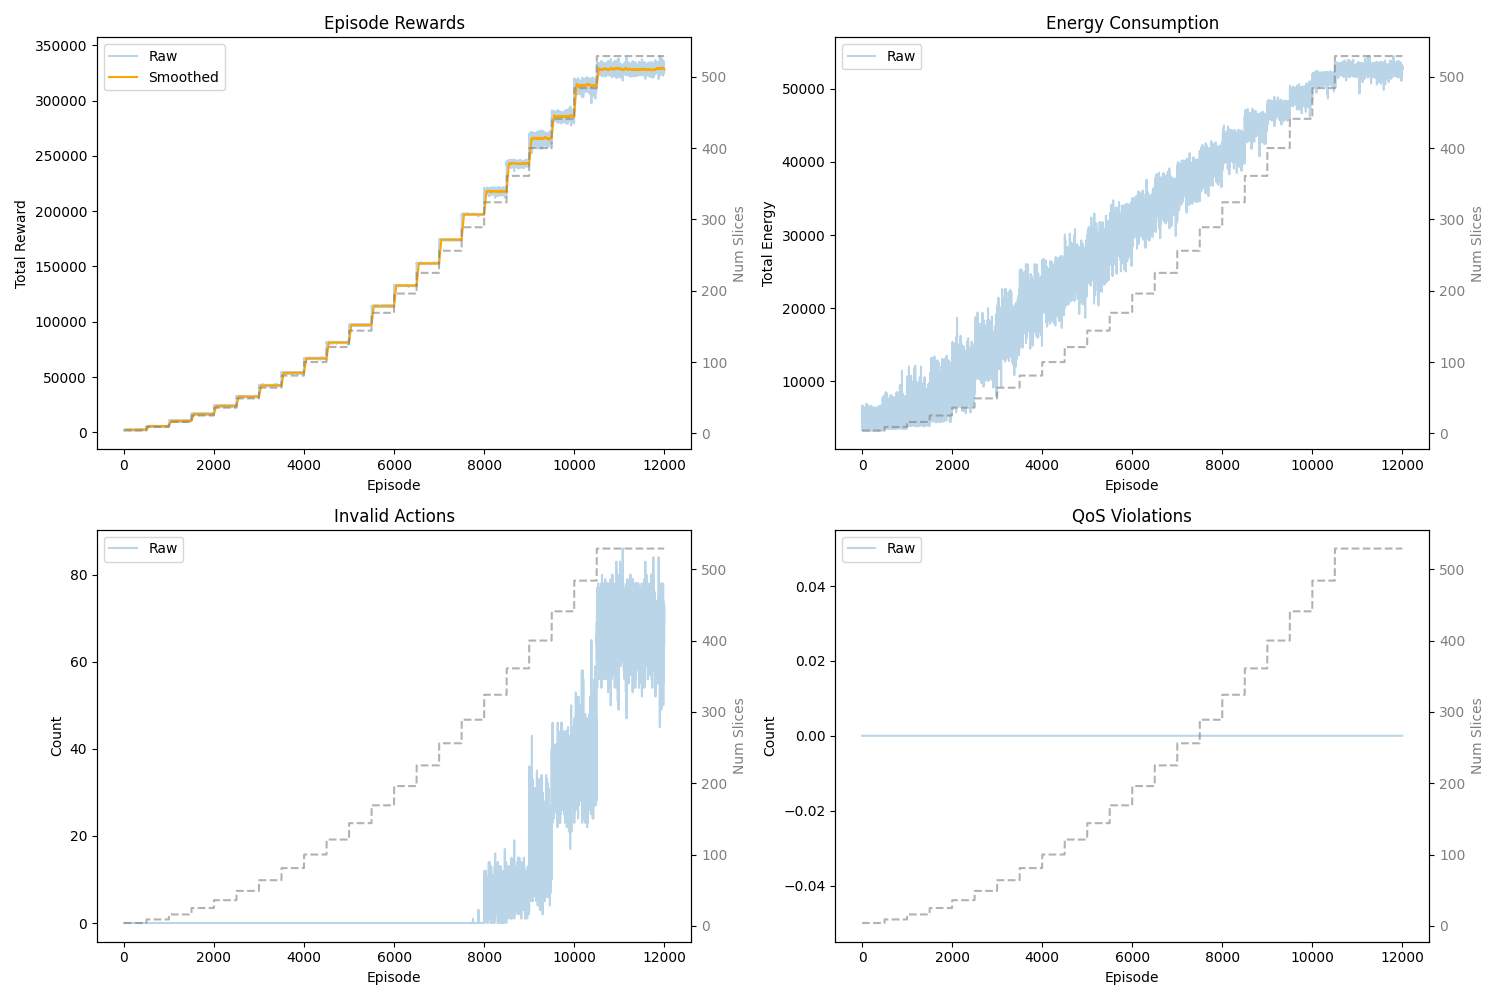 Episode Rewards
Raw
Smoothed
350000
300000
250000
200000
150000
100000
50000
0
Total Reward
500
400
300
200
100
0
Num Slices
0 2000 4000 6000 8000 10000 12000
Episode
Energy Consumption
Raw
50000
40000
30000
20000
10000
Total Energy
500
400
300
200
100
0
Num Slices
0 2000 4000 6000 8000 10000 12000
Episode
Invalid Actions
Raw
80
60
40
20
0
Count
500
400
300
200
100
0
Num Slices
0 2000 4000 6000 8000 10000 12000
Episode
QoS Violations
Raw
0.04
0.02
0.00
−0.02
−0.04
Count
500
400
300
200
100
0
Num Slices
0 2000 4000 6000 8000 10000 12000
Episode